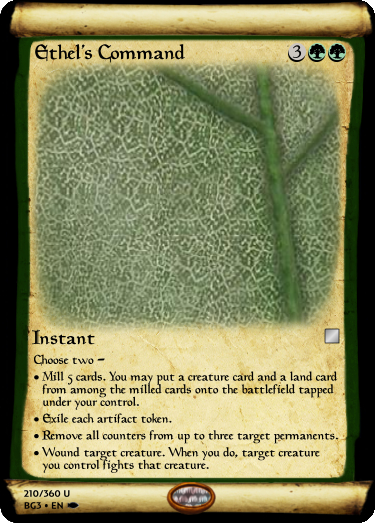 Ethel's Command 3
Instant
Choose two –
• Mill 5 cards. You may put a creature card and a land card
from among the milled cards onto the battlefield tapped
under your control.
• Exile each artifact token.
• Remove all counters from up to three target permanents.
• Wound target creature. When you do, target creature
you control fights that creature.
210/360 U
BG3 • EN